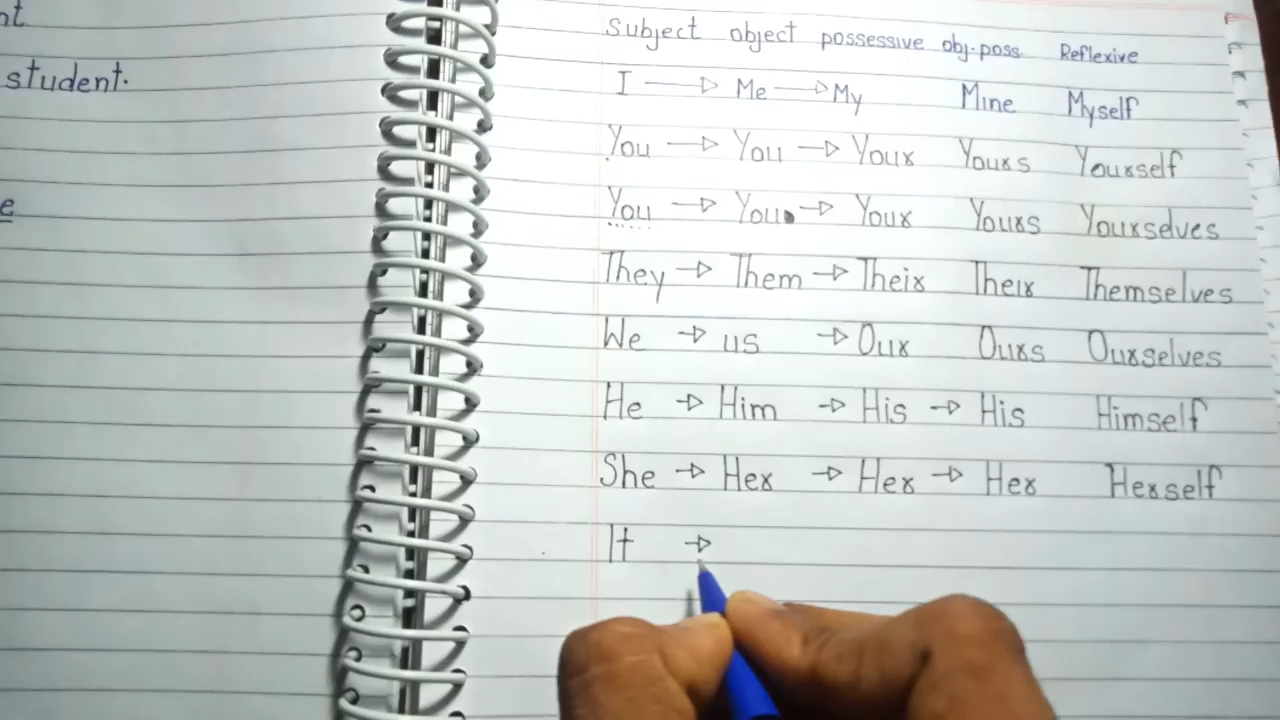 nt
student.
e
Subject object possessive obj.poss. Reflexive
I → Me → My Mine Myself
You → You → Your Yours Yourself
You → You → Your Yours Yourselves
They → Them → Their Their Themselves
We → us → Our Ours Ourselves
He → Him → His → His Himself
She → Her → Her → Her Herself
It →